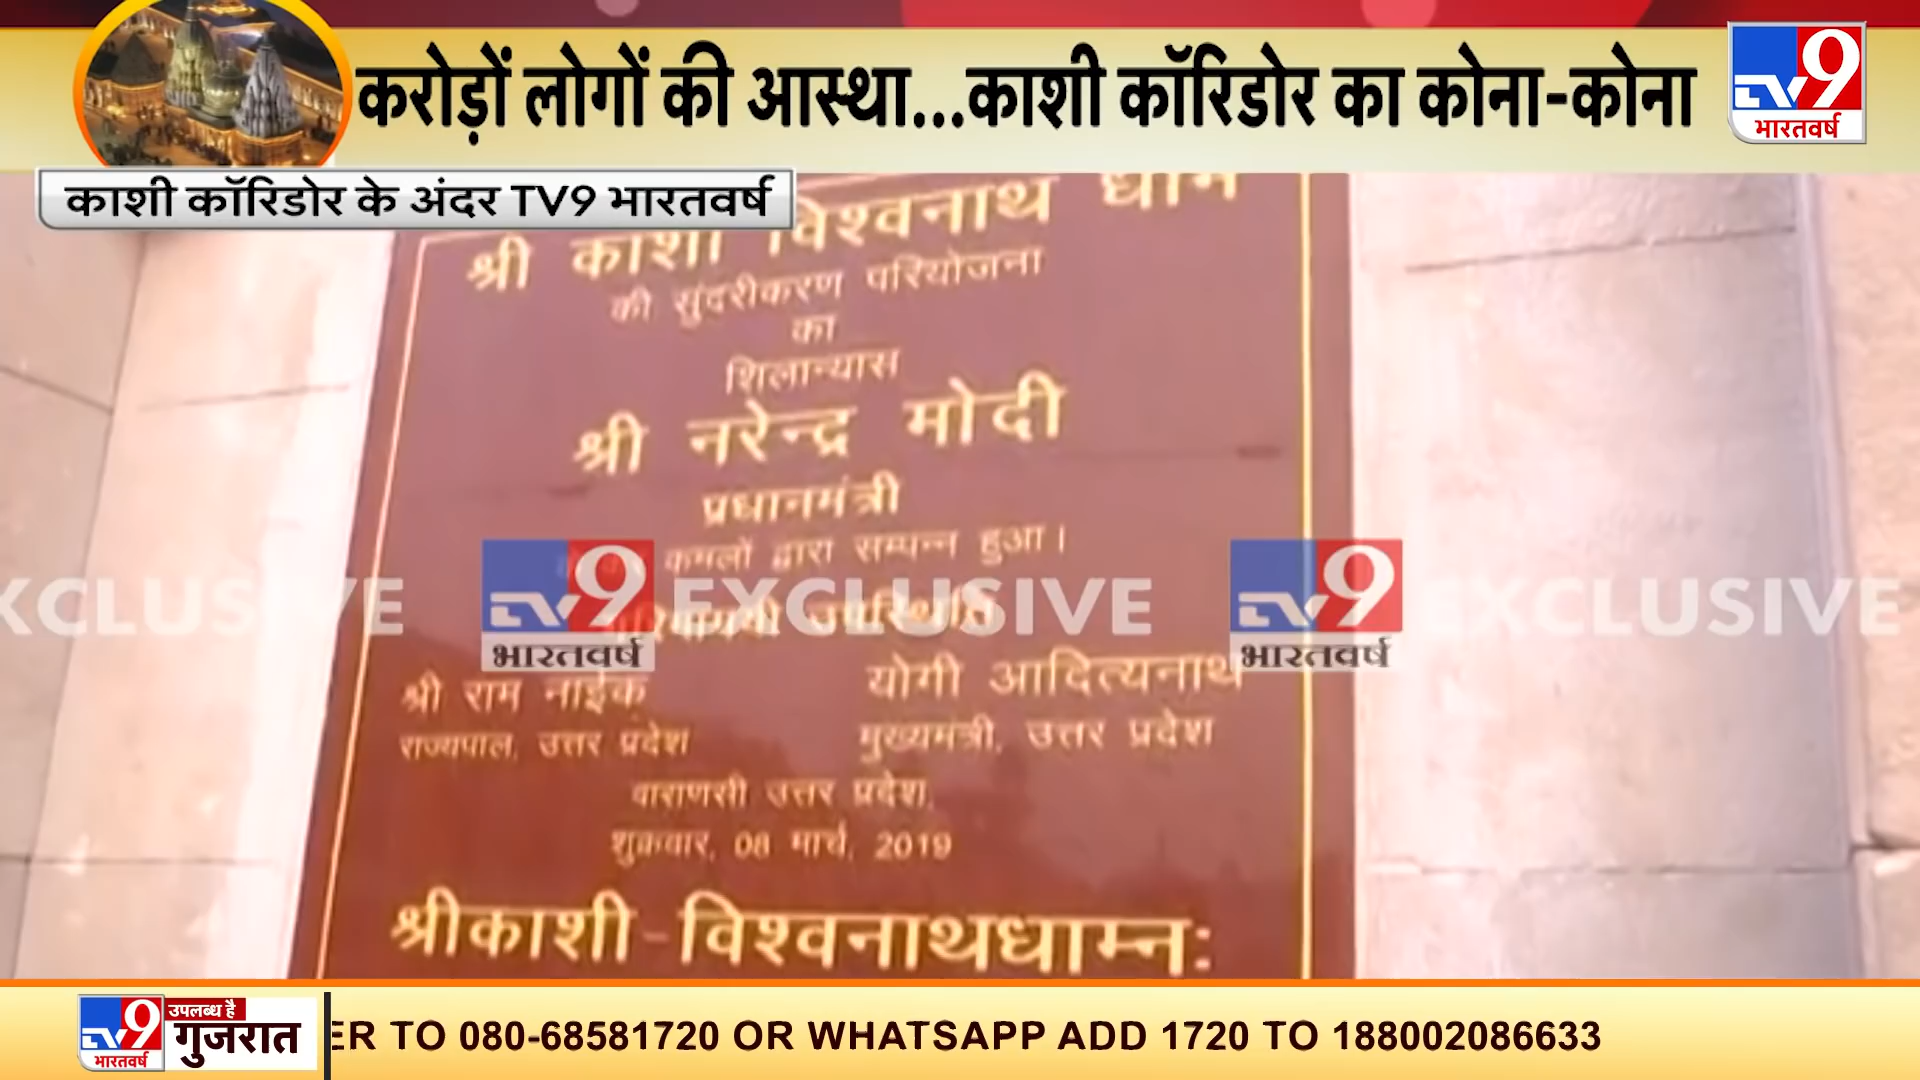 करोड़ों लोगों की आस्था...काशी कॉरिडोर का कोना-कोना
TV9
भारतवर्ष
काशी कॉरिडोर के अंदर TV9 भारतवर्ष
श्री काशी विश्वनाथ धाम
की सुंदरीकरण परियोजना
का
शिलान्यास
श्री नरेन्द्र मोदी
प्रधानमंत्री
कमलों द्वारा सम्पन्न हुआ।
उपस्थिति
XCLUSIVE
TV9
भारतवर्ष
EXCLUSIVE
TV9
भारतवर्ष
EXCLUSIVE
श्री राम नाईक
योगी आदित्यनाथ
राज्यपाल, उत्तर प्रदेश
मुख्यमंत्री, उत्तर प्रदेश
वाराणसी उत्तर प्रदेश,
शुक्रवार, 08 मार्च, 2019
श्रीकाशी-विश्वनाथधाम्न:
TV9
भारतवर्ष
उपलब्ध है
गुजरात
ER TO 080-68581720 OR WHATSAPP ADD 1720 TO 188002086633